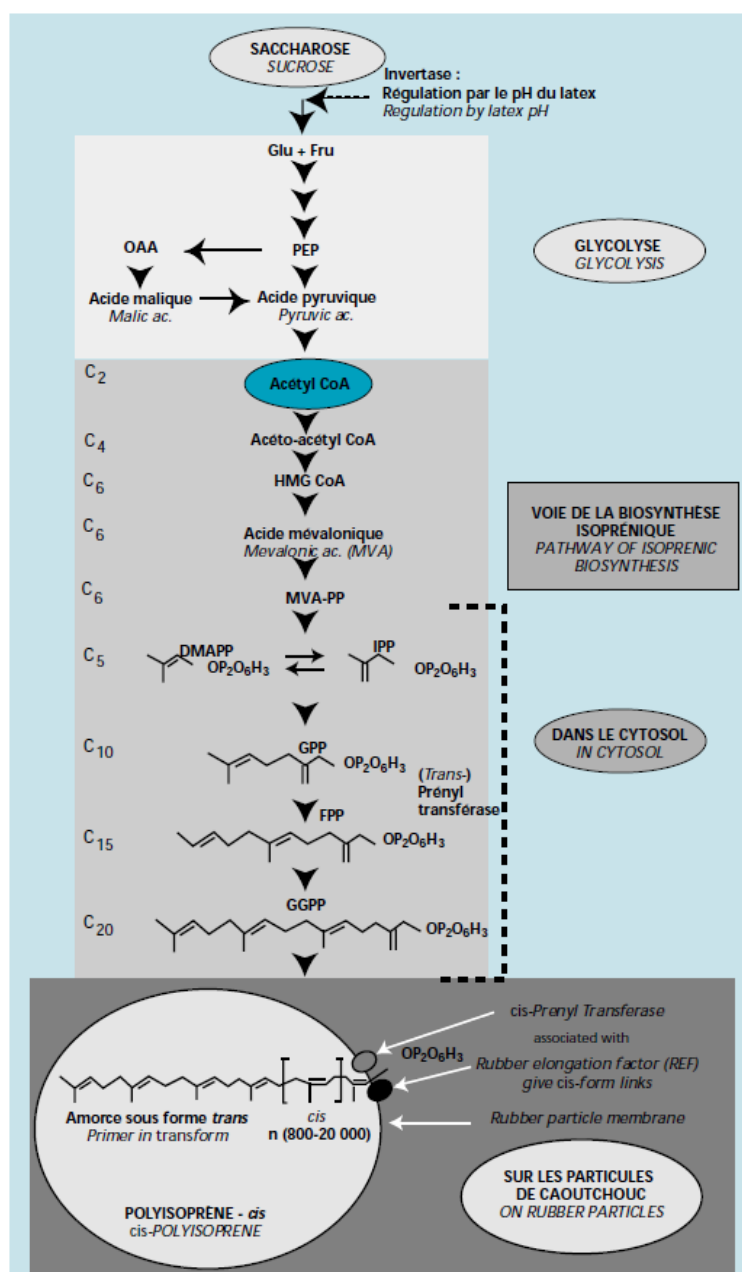 SACCHAROSE
SUCROSE
Invertase :
Régulation par le pH du latex
Regulation by latex pH
Glu + Fru
OAA
PEP
GLYCOLYSE
GLYCOLYSIS
Acide malique
Malic ac.
Acide pyruvique
Pyruvic ac.
C2
Acétyl CoA
C4
Acéto-acétyl CoA
C6
HMG CoA
C6
Acide mévalonique
Mevalonic ac. (MVA)
VOIE DE LA BIOSYNTHÈSE
ISOPRÉNIQUE
PATHWAY OF ISOPRENIC
BIOSYNTHESIS
C6
MVA-PP
C5
DMAPP
OP2O6H3
IPP
OP2O6H3
C10
GPP
OP2O6H3
DANS LE CYTOSOL
IN CYTOSOL
(Trans-)
Prényl
transférase
FPP
C15
OP2O6H3
GGPP
C20
OP2O6H3
cis-Prenyl Transferase
associated with
OP2O6H3
Rubber elongation factor (REF)
give cis-form links
Amorce sous forme trans
Primer in transform
cis
n (800-20 000)
Rubber particle membrane
SUR LES PARTICULES
DE CAOUTCHOUC
ON RUBBER PARTICLES
POLYISOPRÈNE - cis
cis-POLYISOPRENE